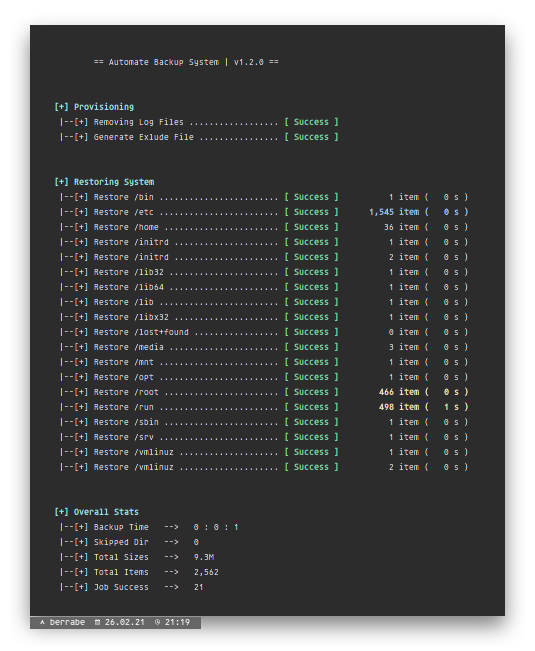 == Automate Backup System | v1.2.0 ==
[+] Provisioning
|--[+] Removing Log Files .................. [ Success ]
|--[+] Generate Exlude File ................ [ Success ]
[+] Restoring System
|--[+] Restore /bin ........................ [ Success ] 1 item ( 0 s )
|--[+] Restore /etc ........................ [ Success ] 1,545 item ( 0 s )
|--[+] Restore /home ....................... [ Success ] 36 item ( 0 s )
|--[+] Restore /initrd ..................... [ Success ] 1 item ( 0 s )
|--[+] Restore /initrd ..................... [ Success ] 2 item ( 0 s )
|--[+] Restore /lib32 ...................... [ Success ] 1 item ( 0 s )
|--[+] Restore /lib64 ...................... [ Success ] 1 item ( 0 s )
|--[+] Restore /lib ........................ [ Success ] 1 item ( 0 s )
|--[+] Restore /libx32 ..................... [ Success ] 1 item ( 0 s )
|--[+] Restore /lost+found ................. [ Success ] 0 item ( 0 s )
|--[+] Restore /media ...................... [ Success ] 3 item ( 0 s )
|--[+] Restore /mnt ........................ [ Success ] 1 item ( 0 s )
|--[+] Restore /opt ........................ [ Success ] 1 item ( 0 s )
|--[+] Restore /root ....................... [ Success ] 466 item ( 0 s )
|--[+] Restore /run ........................ [ Success ] 498 item ( 1 s )
|--[+] Restore /sbin ....................... [ Success ] 1 item ( 0 s )
|--[+] Restore /srv ........................ [ Success ] 1 item ( 0 s )
|--[+] Restore /vmlinuz .................... [ Success ] 1 item ( 0 s )
|--[+] Restore /vmlinuz .................... [ Success ] 2 item ( 0 s )
[+] Overall Stats
|--[+] Backup Time --> 0 : 0 : 1
|--[+] Skipped Dir --> 0
|--[+] Total Sizes --> 9.3M
|--[+] Total Items --> 2,562
|--[+] Job Success --> 21
berrabe 26.02.21 21:19